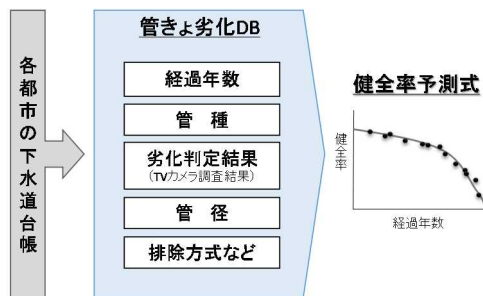 各都市の下水道台帳
管きょ劣化DB
経過年数
管 種
劣化判定結果
(TVカメラ調査結果)
管 径
排除方式など
健全率予測式
健全率
経過年数